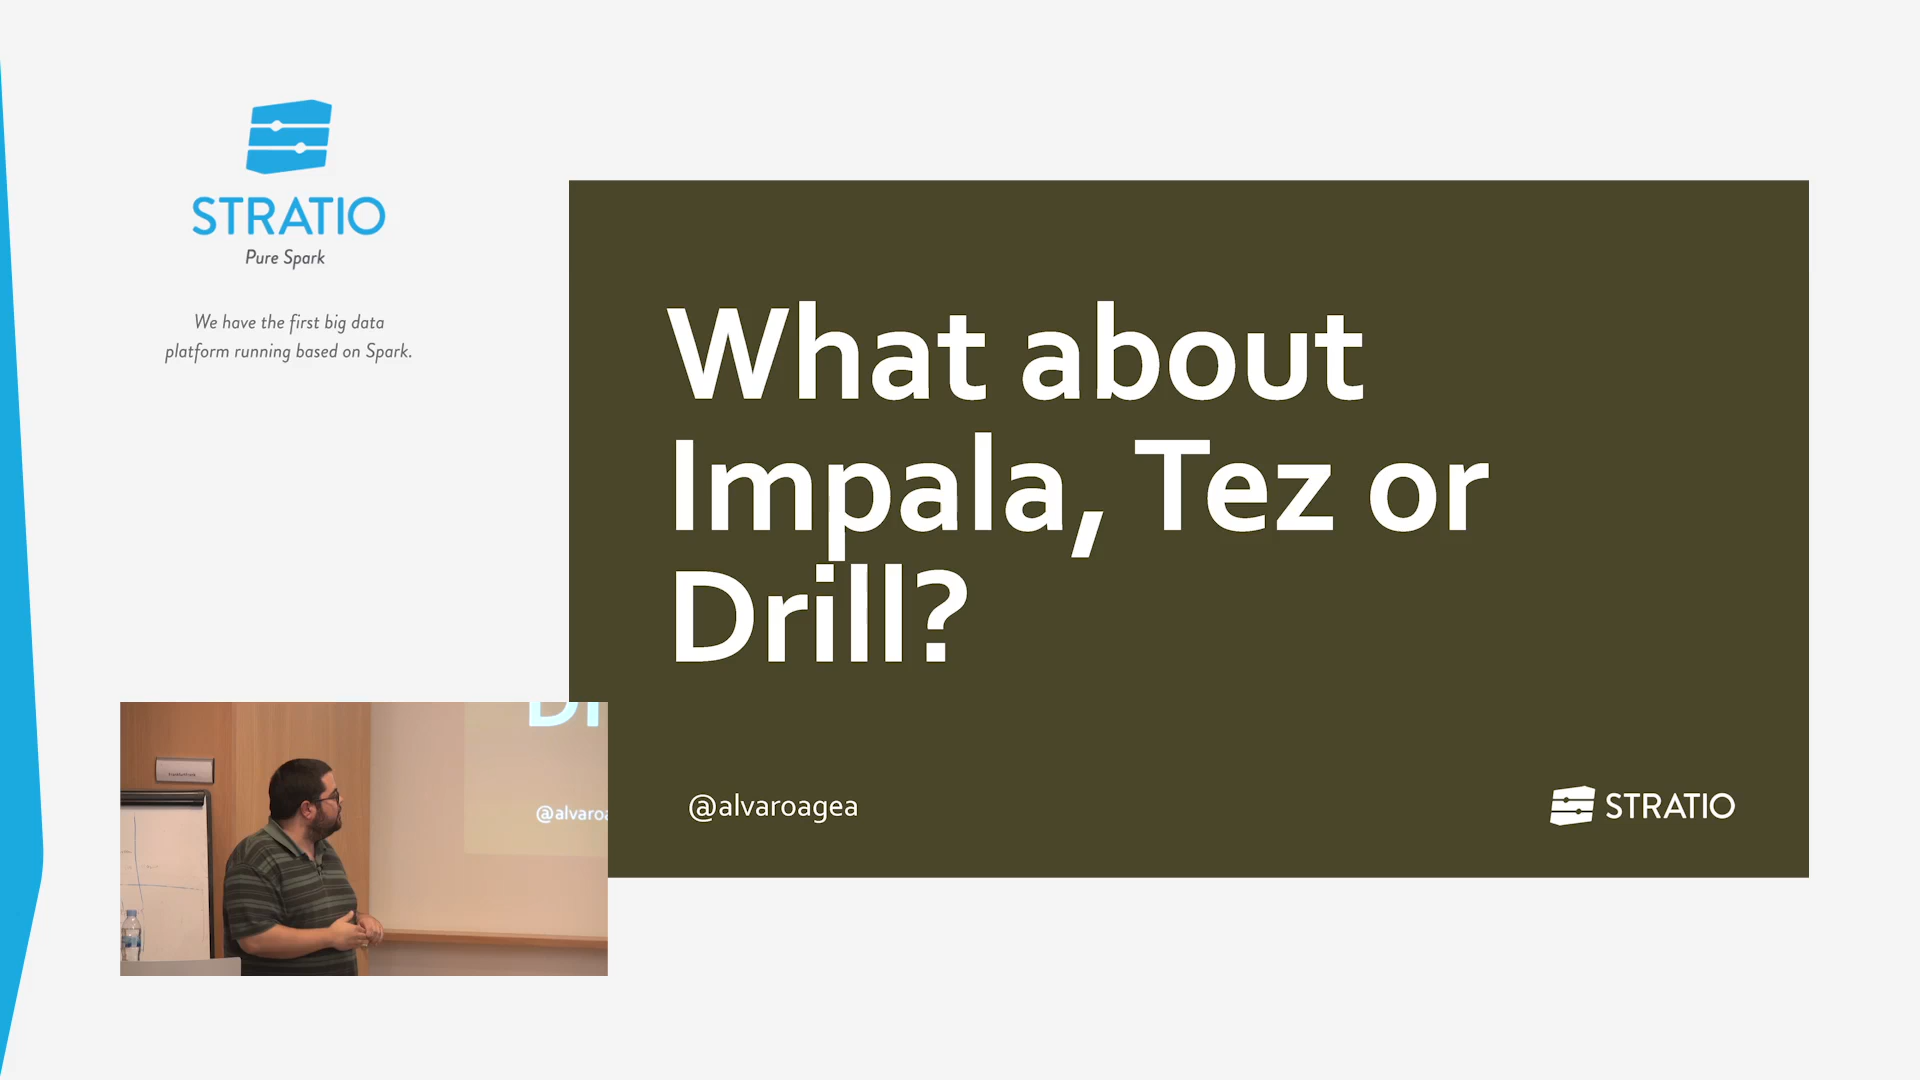 STRATIO
Pure Spark
We have the first big data
platform running based on Spark.
What about
Impala, Tez or
Drill?
@alvaroagea
STRATIO
@alvaroa